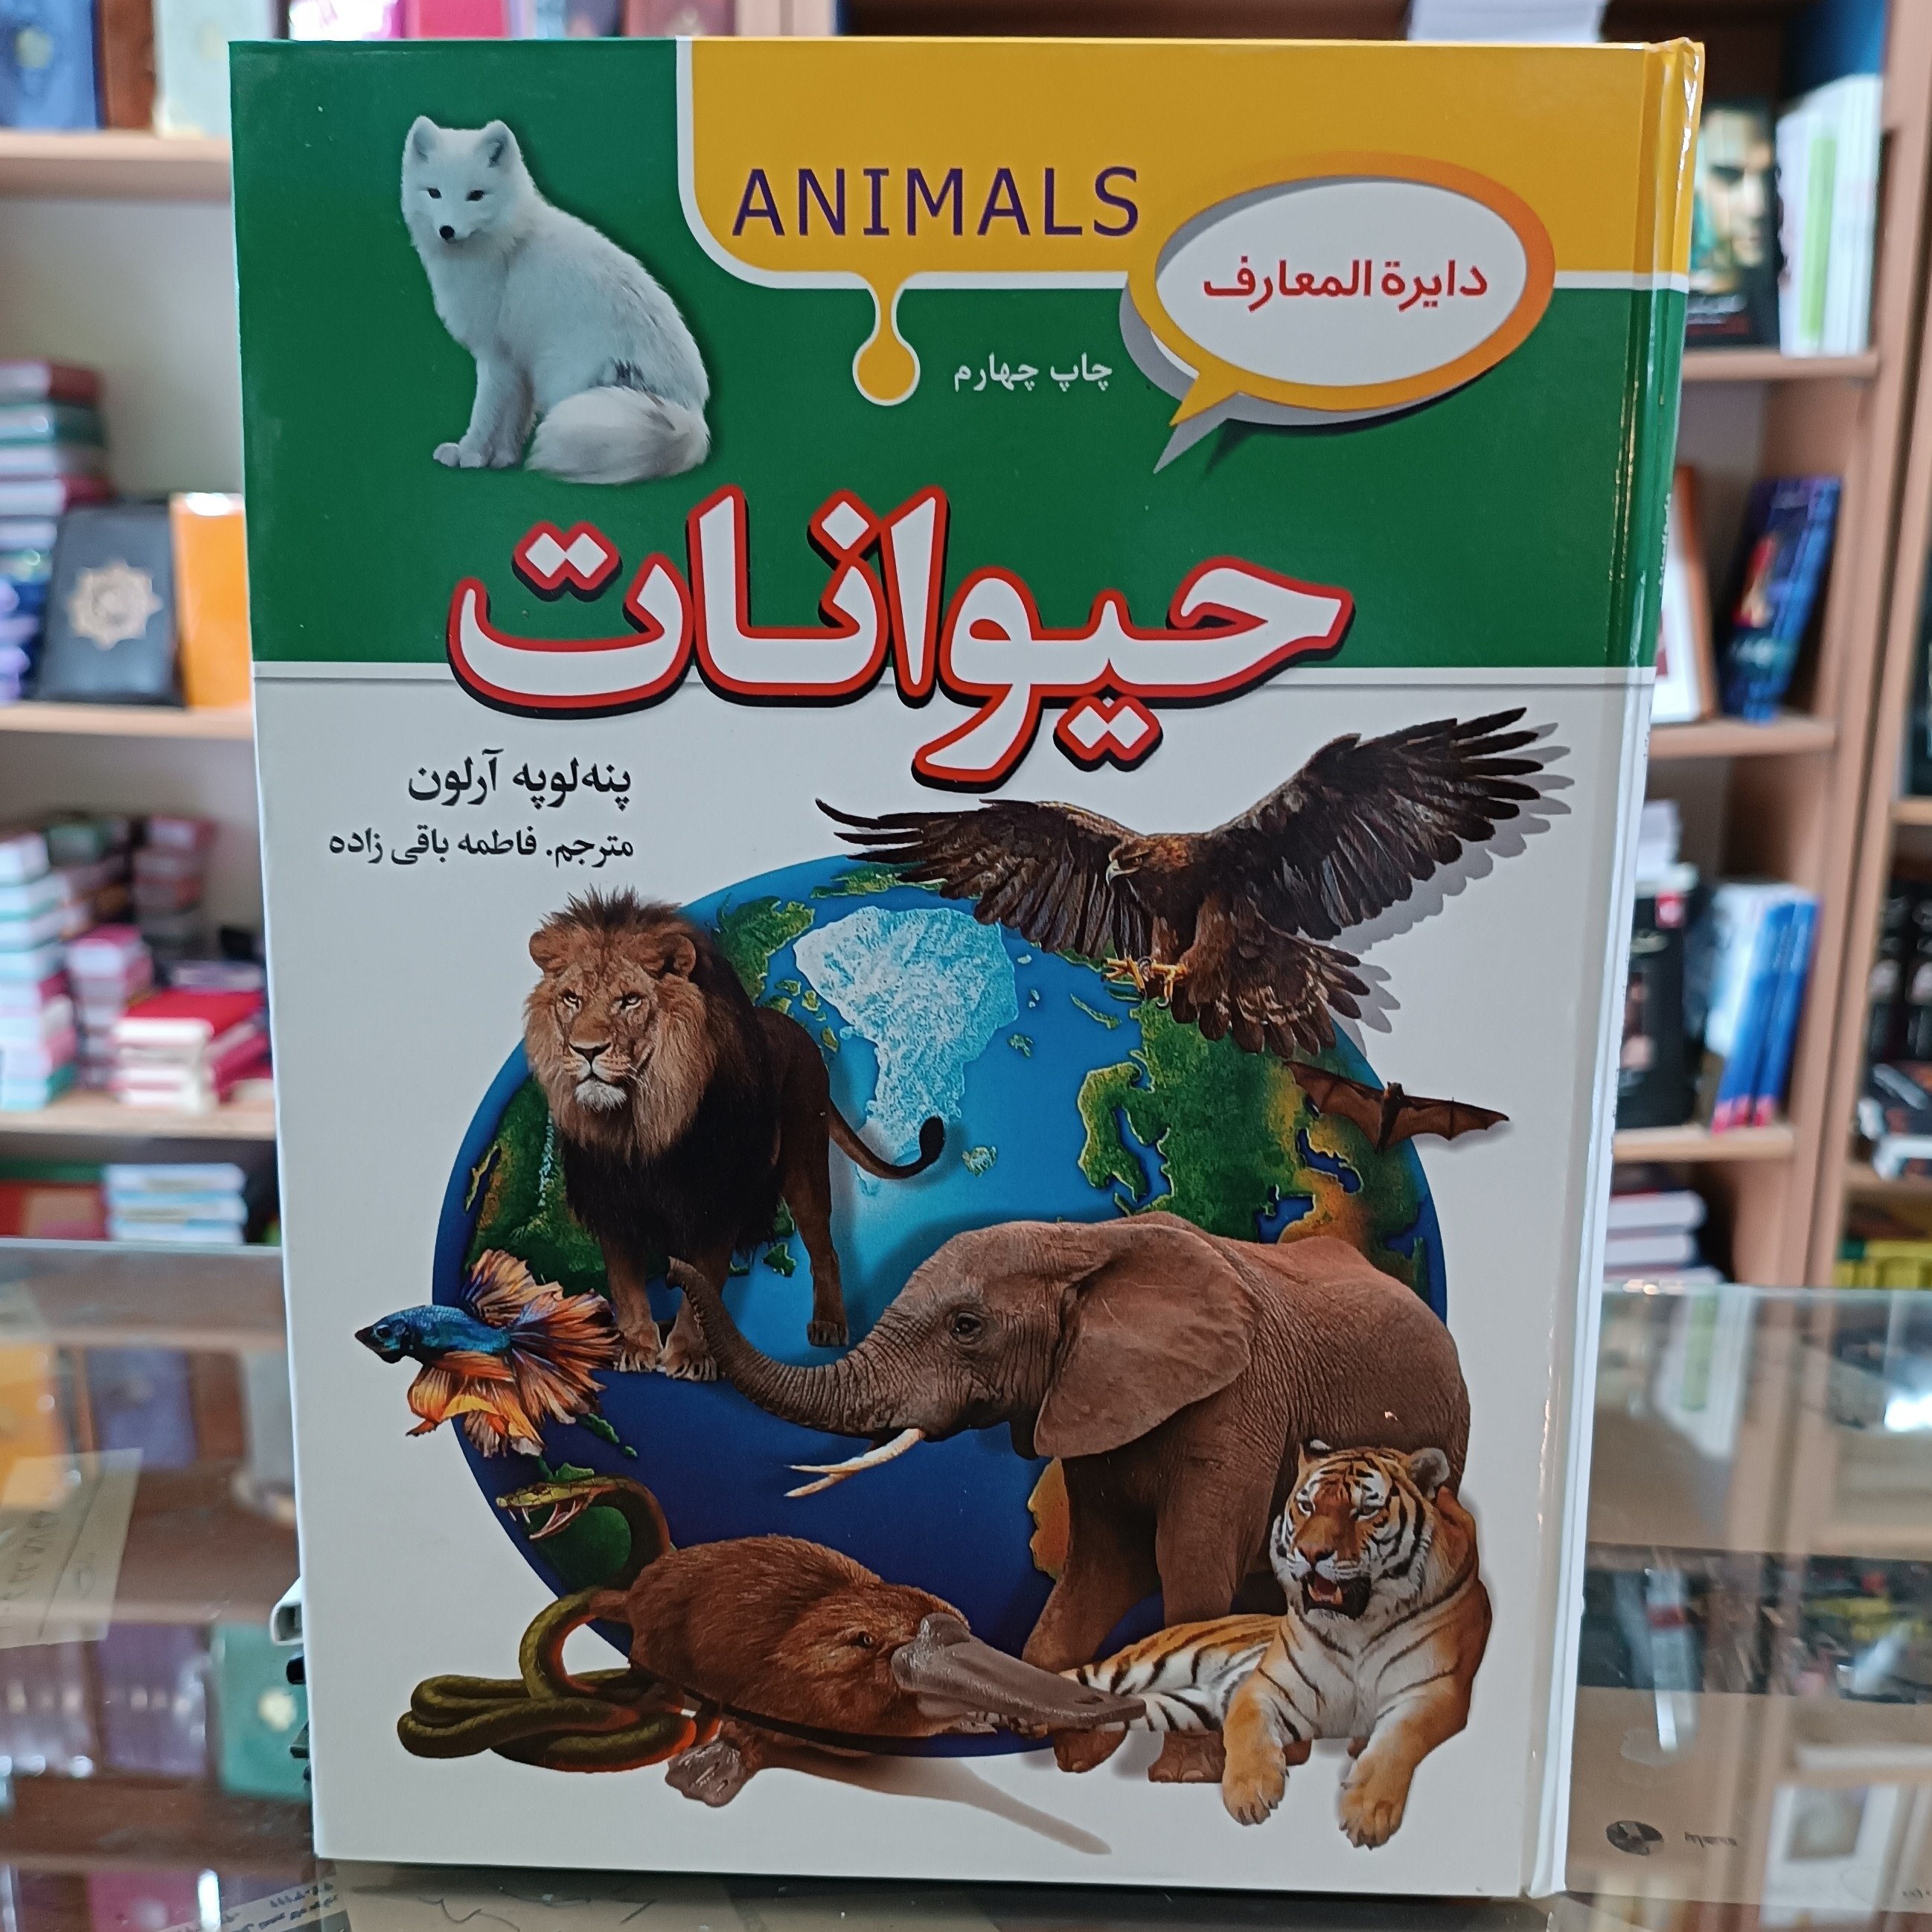 ANIMALS
دایرة المعارف
چاپ چهارم
حیوانات
پنه‌لوپه آرلون
مترجم. فاطمه باقی زاده